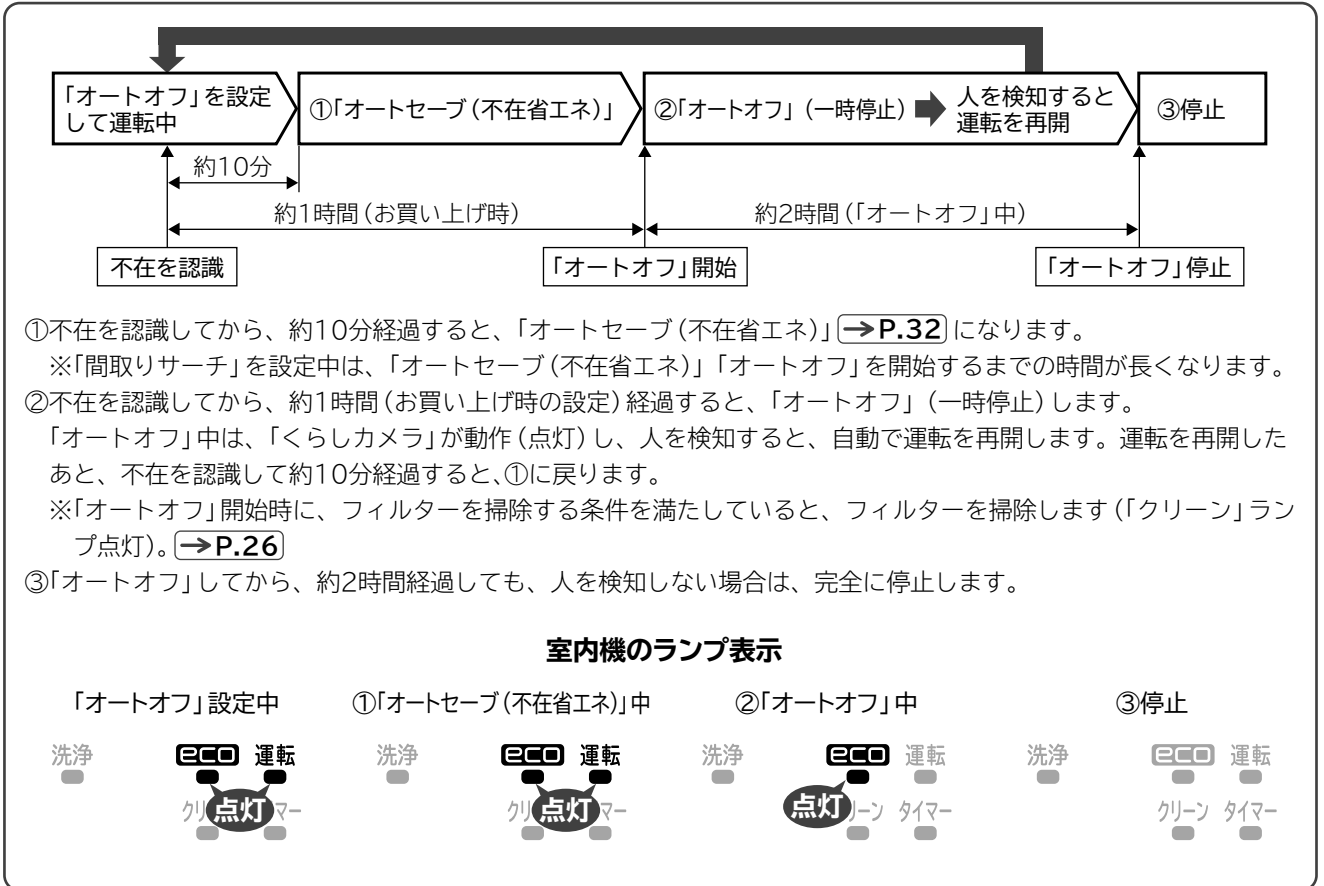 「オートオフ」を設定
して運転中
①「オートセーブ(不在省エネ)」
②「オートオフ」(一時停止)
人を検知すると
運転を再開
③停止
約10分
約1時間(お買い上げ時)
約2時間(「オートオフ」中)
不在を認識
「オートオフ」開始
「オートオフ」停止
①不在を認識してから、約10分経過すると、「オートセーブ(不在省エネ)」→P.32になります。
※「間取りサーチ」を設定中は、「オートセーブ(不在省エネ)」「オートオフ」を開始するまでの時間が長くなります。
②不在を認識してから、約1時間(お買い上げ時の設定)経過すると、「オートオフ」(一時停止)します。
「オートオフ」中は、「くらしカメラ」が動作(点灯)し、人を検知すると、自動で運転を再開します。運転を再開した
あと、不在を認識して約10分経過すると、①に戻ります。
※「オートオフ」開始時に、フィルターを掃除する条件を満たしていると、フィルターを掃除します(「クリーン」ラン
プ点灯)。→P.26
③「オートオフ」してから、約2時間経過しても、人を検知しない場合は、完全に停止します。
室内機のランプ表示
「オートオフ」設定中
①「オートセーブ(不在省エネ)」中
②「オートオフ」中
③停止
洗浄 eco 運転 洗浄 eco 運転 洗浄 eco 運転 洗浄 eco 運転
クリ 点灯 マー クリ 点灯 マー 点灯 リーン タイマー クリーン タイマー